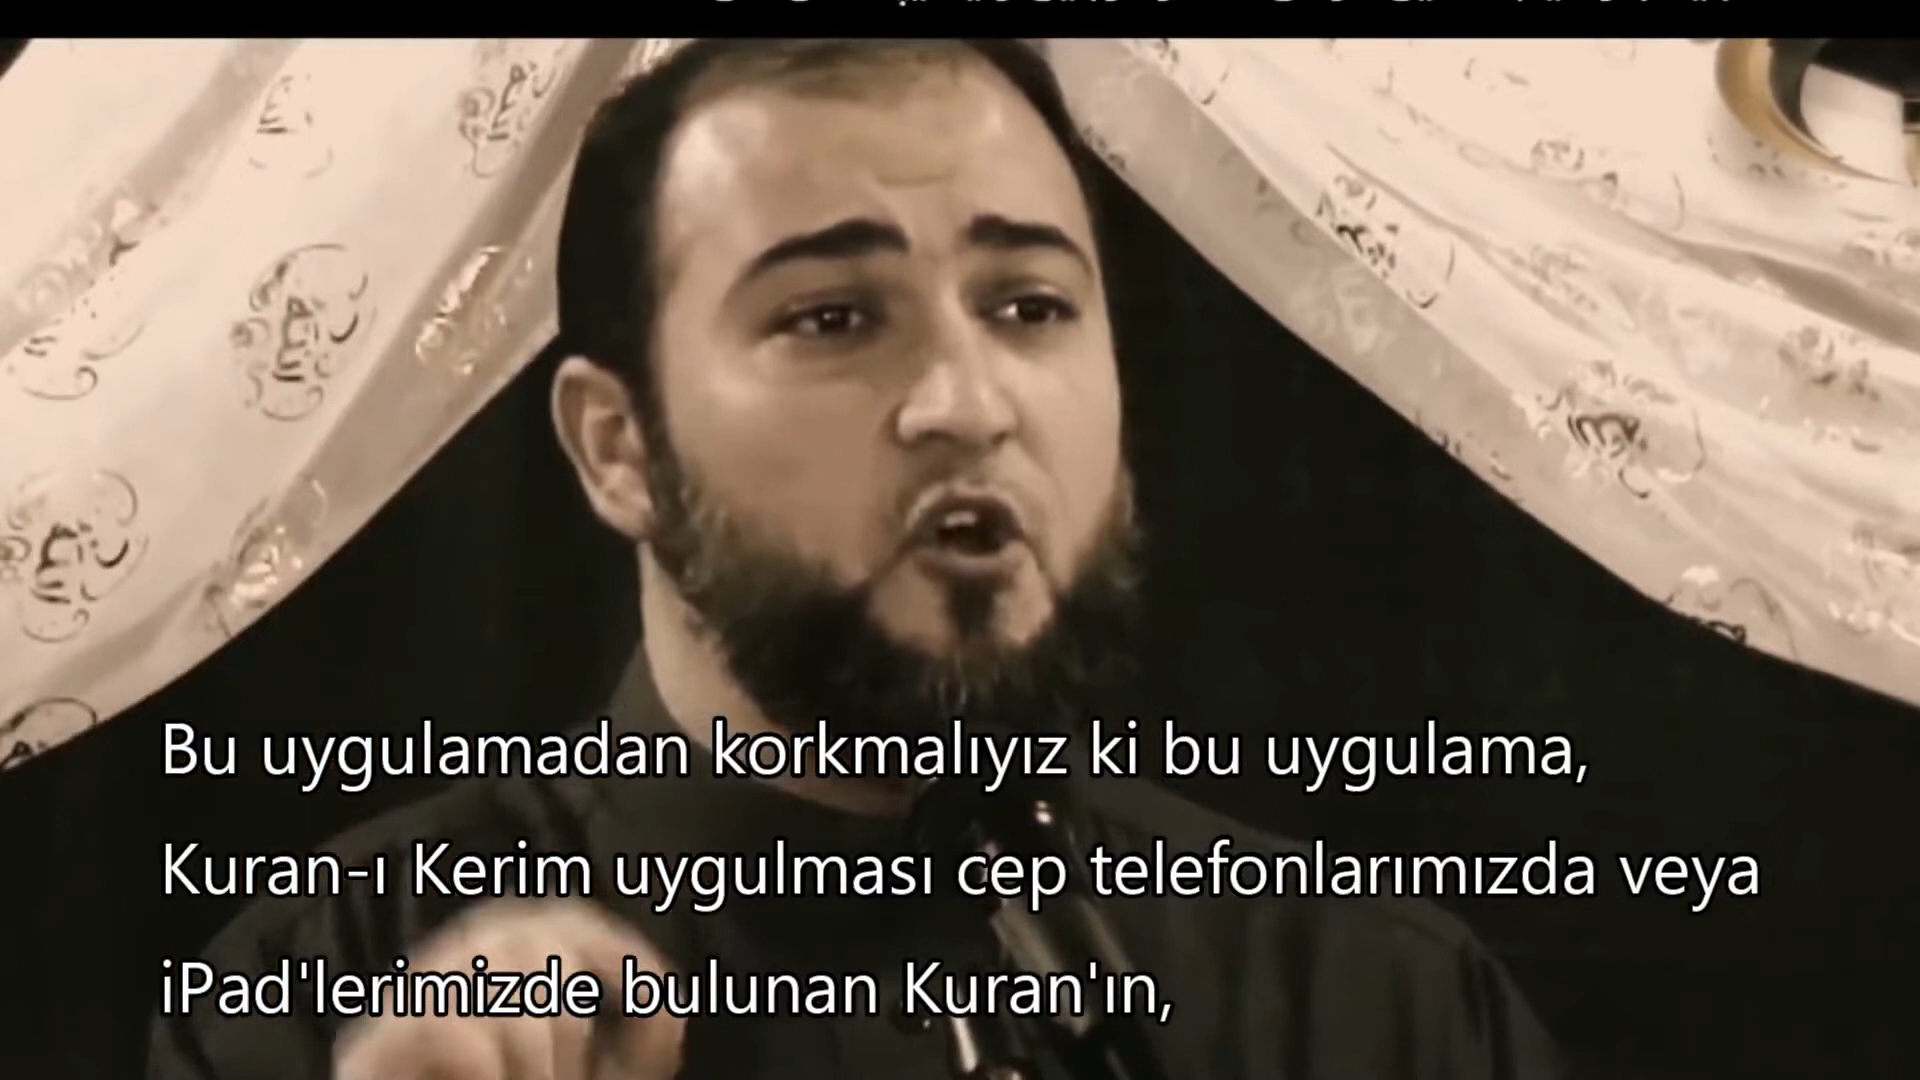 Bu uygulamadan korkmalıyız ki bu uygulama,
Kuran-ı Kerim uygulması cep telefonlarımızda veya
iPad'lerimizde bulunan Kuran'ın,